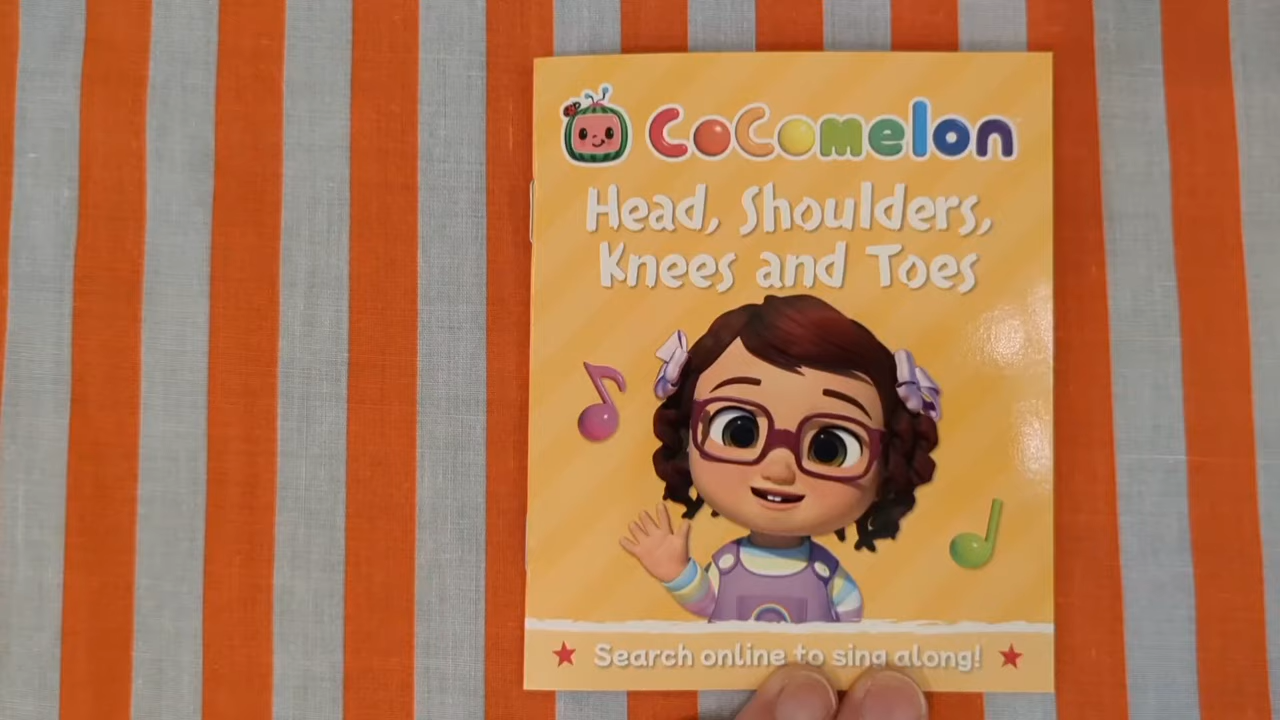 CoComelon
Head, Shoulders,
Knees and Toes
Search online to sing along!